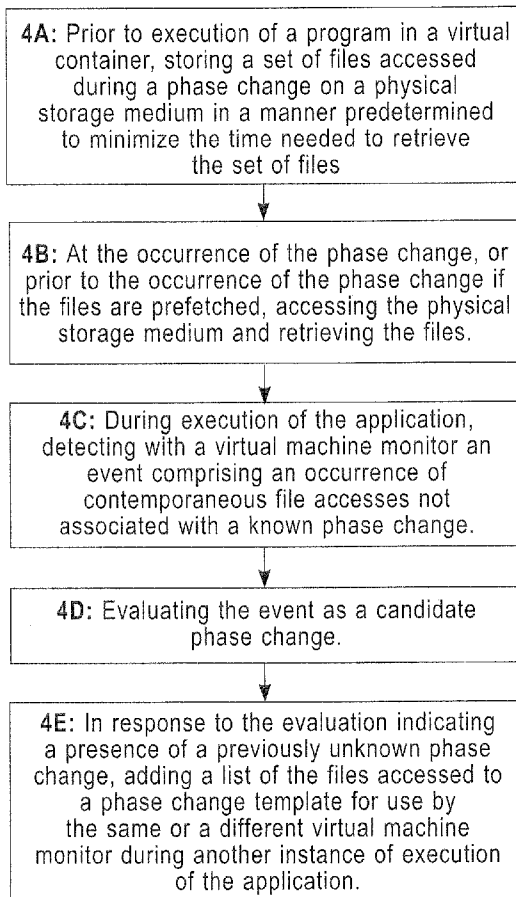 4A: Prior to execution of a program in a virtual
container, storing a set of files accessed
during a phase change on a physical
storage medium in a manner predetermined
to minimize the time needed to retrieve
the set of files
4B: At the occurrence of the phase change, or
prior to the occurrence of the phase change if
the files are prefetched, accessing the physical
storage medium and retrieving the files.
4C: During execution of the application,
detecting with a virtual machine monitor an
event comprising an occurrence of
contemporaneous file accesses not
associated with a known phase change.
4D: Evaluating the event as a candidate
phase change.
4E: In response to the evaluation indicating
a presence of a previously unknown phase
change, adding a list of the files accessed to
a phase change template for use by
the same or a different virtual machine
monitor during another instance of execution
of the application.